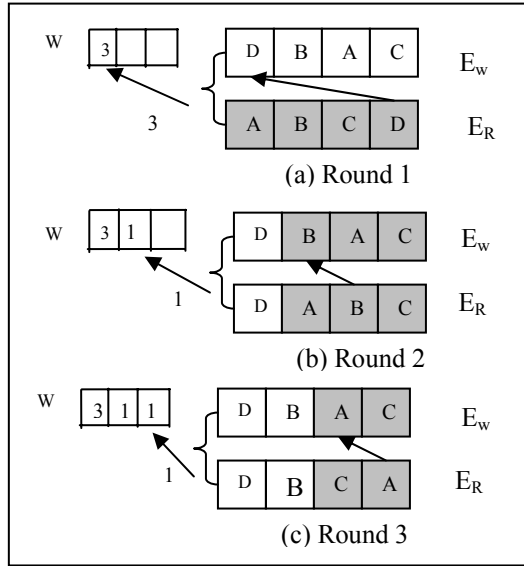 W 3 D B A C E_w
3 A B C D E_R
(a) Round 1
W 3 1 D B A C E_w
1 D A B C E_R
(b) Round 2
W 3 1 1 D B A C E_w
1 D B C A E_R
(c) Round 3